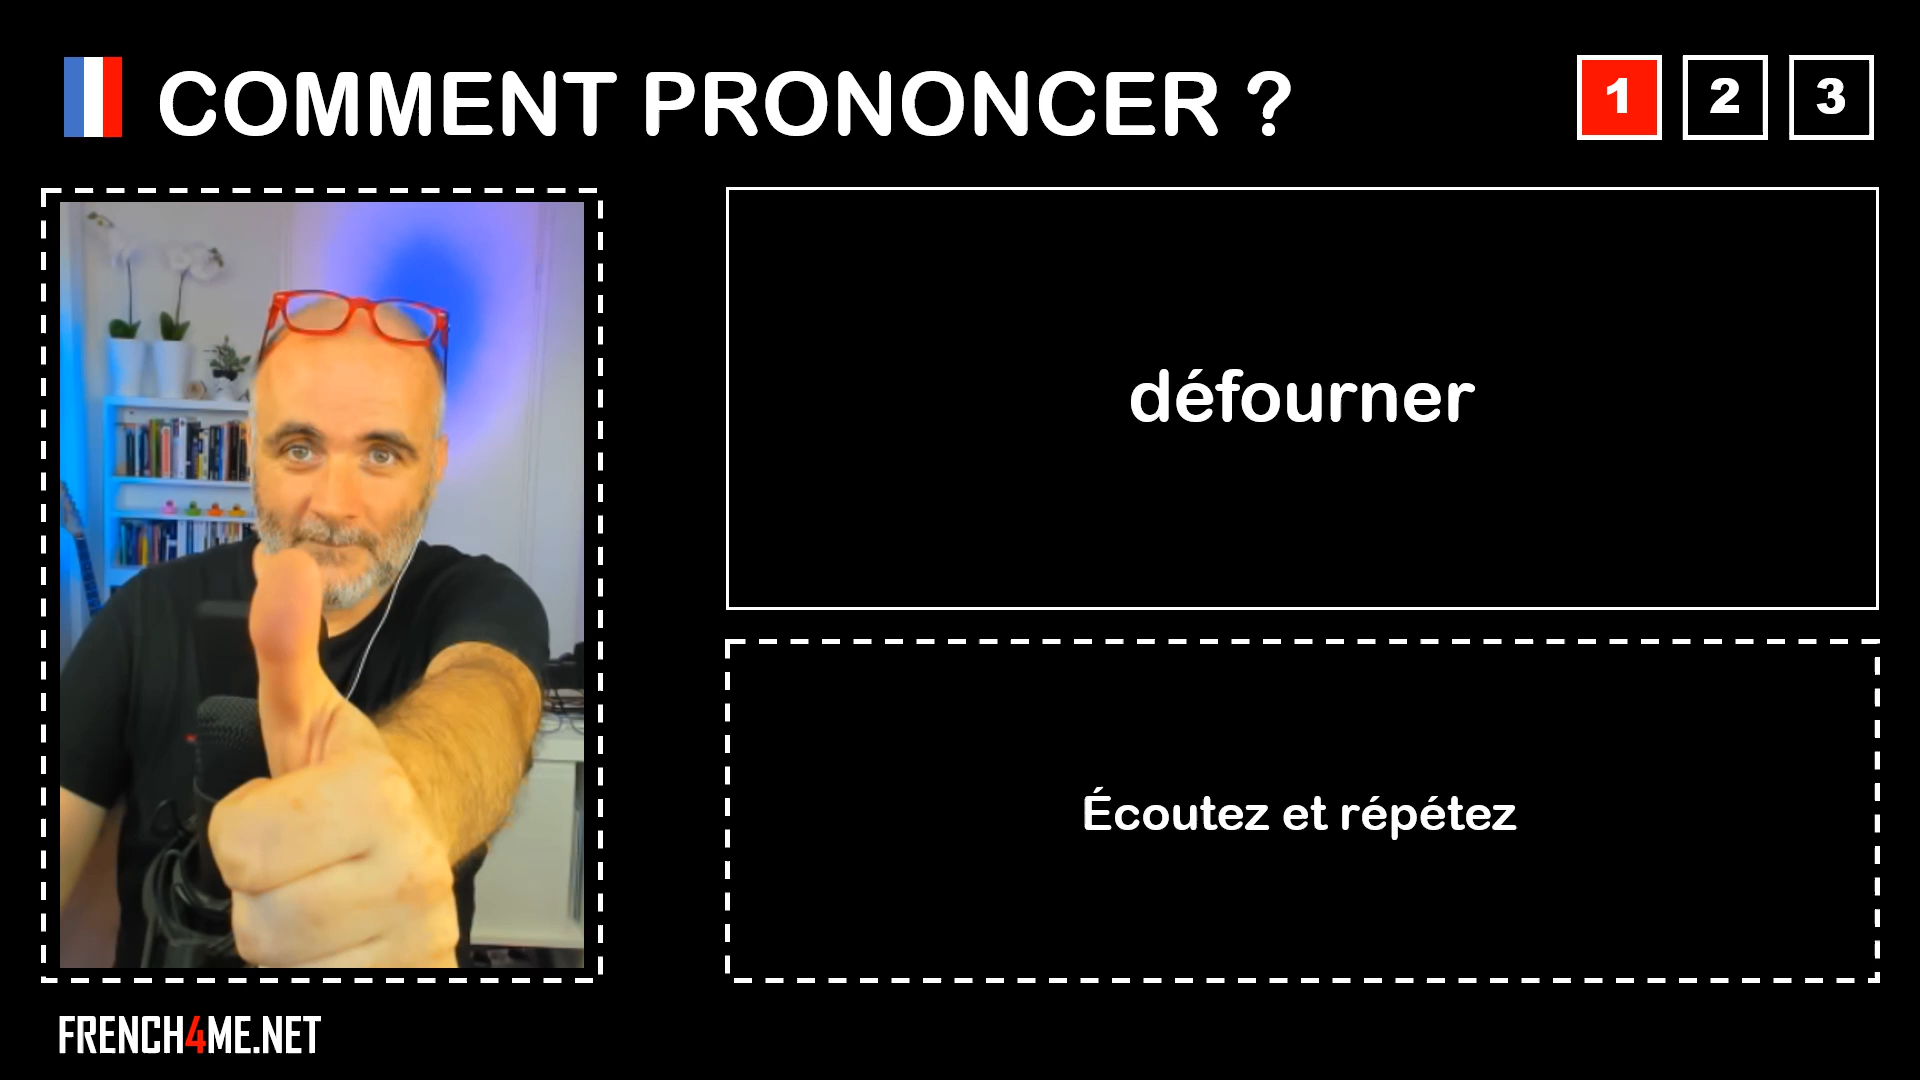 COMMENT PRONONCER ?
1 2 3
défourner
Écoutez et répétez
FRENCH4ME.NET